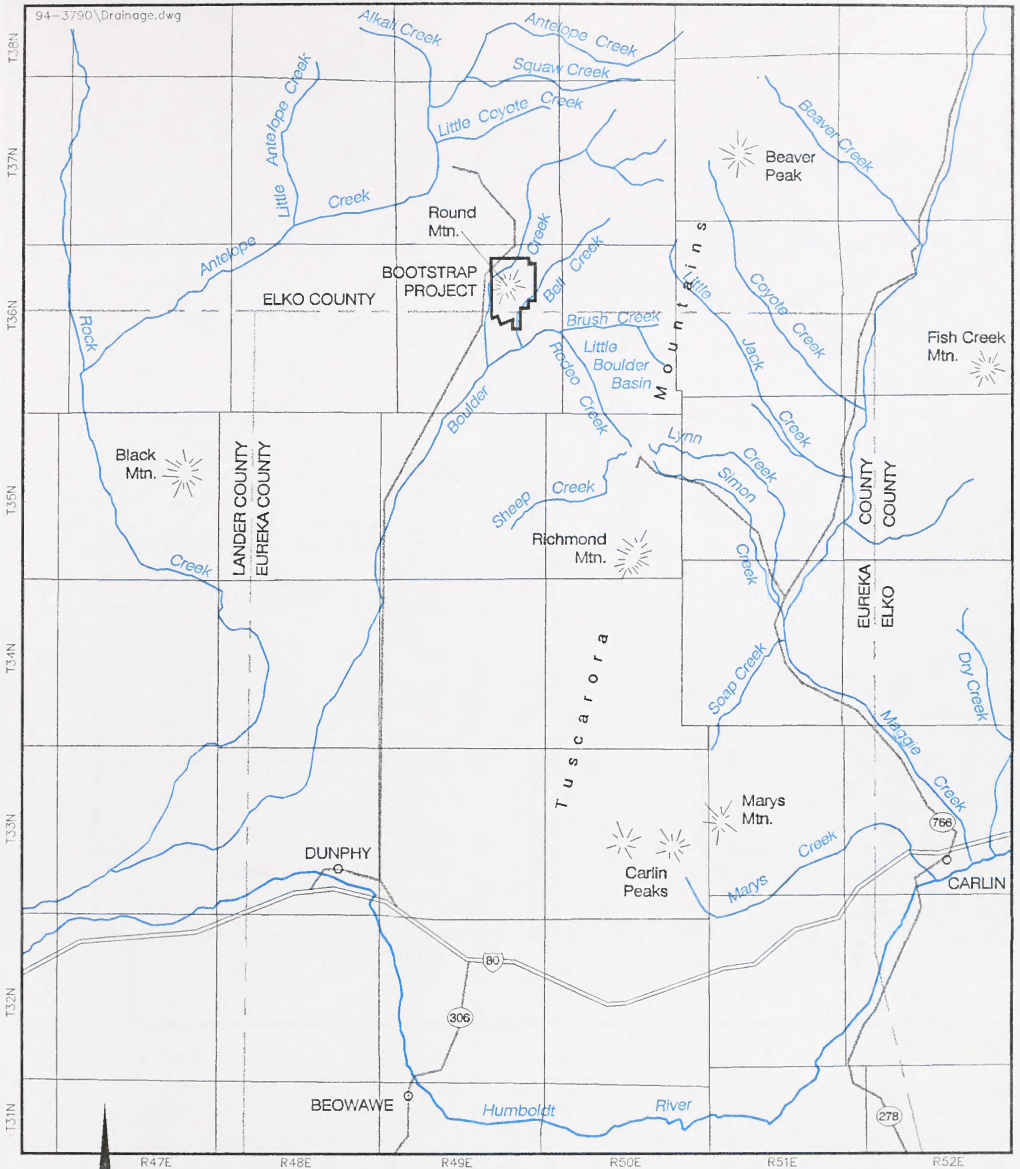 94-3790\Drainage.dwg
T38N
Alkali Creek
Antelope Creek
Squaw Creek
Little Coyote Creek
Little Antelope Creek
Beaver Creek
T37N
Beaver
Peak
Antelope Creek
Round
Mtn.
Creek
Bell Creek
BOOTSTRAP
PROJECT
ELKO COUNTY
T36N
Rock
Brush Creek
Little
Boulder
Basin
Rodeo Creek
Boulder
Little Jack Creek
Coyote Creek
Fish Creek
Mtn.
Mountains
Black
Mtn.
T35N
LANDER COUNTY
EUREKA COUNTY
Lynn Creek
Simon Creek
Sheep Creek
Richmond
Mtn.
Creek
COUNTY
COUNTY
EUREKA
ELKO
T34N
Tuscarora
Soap Creek
Dry Creek
Maggie Creek
T33N
Marys
Mtn.
766
DUNPHY
Carlin
Peaks
Marys Creek
CARLIN
80
T32N
306
BEOWAWE
Humboldt River
278
T31N
R47E
R48E
R49E
R50E
R51E
R52E